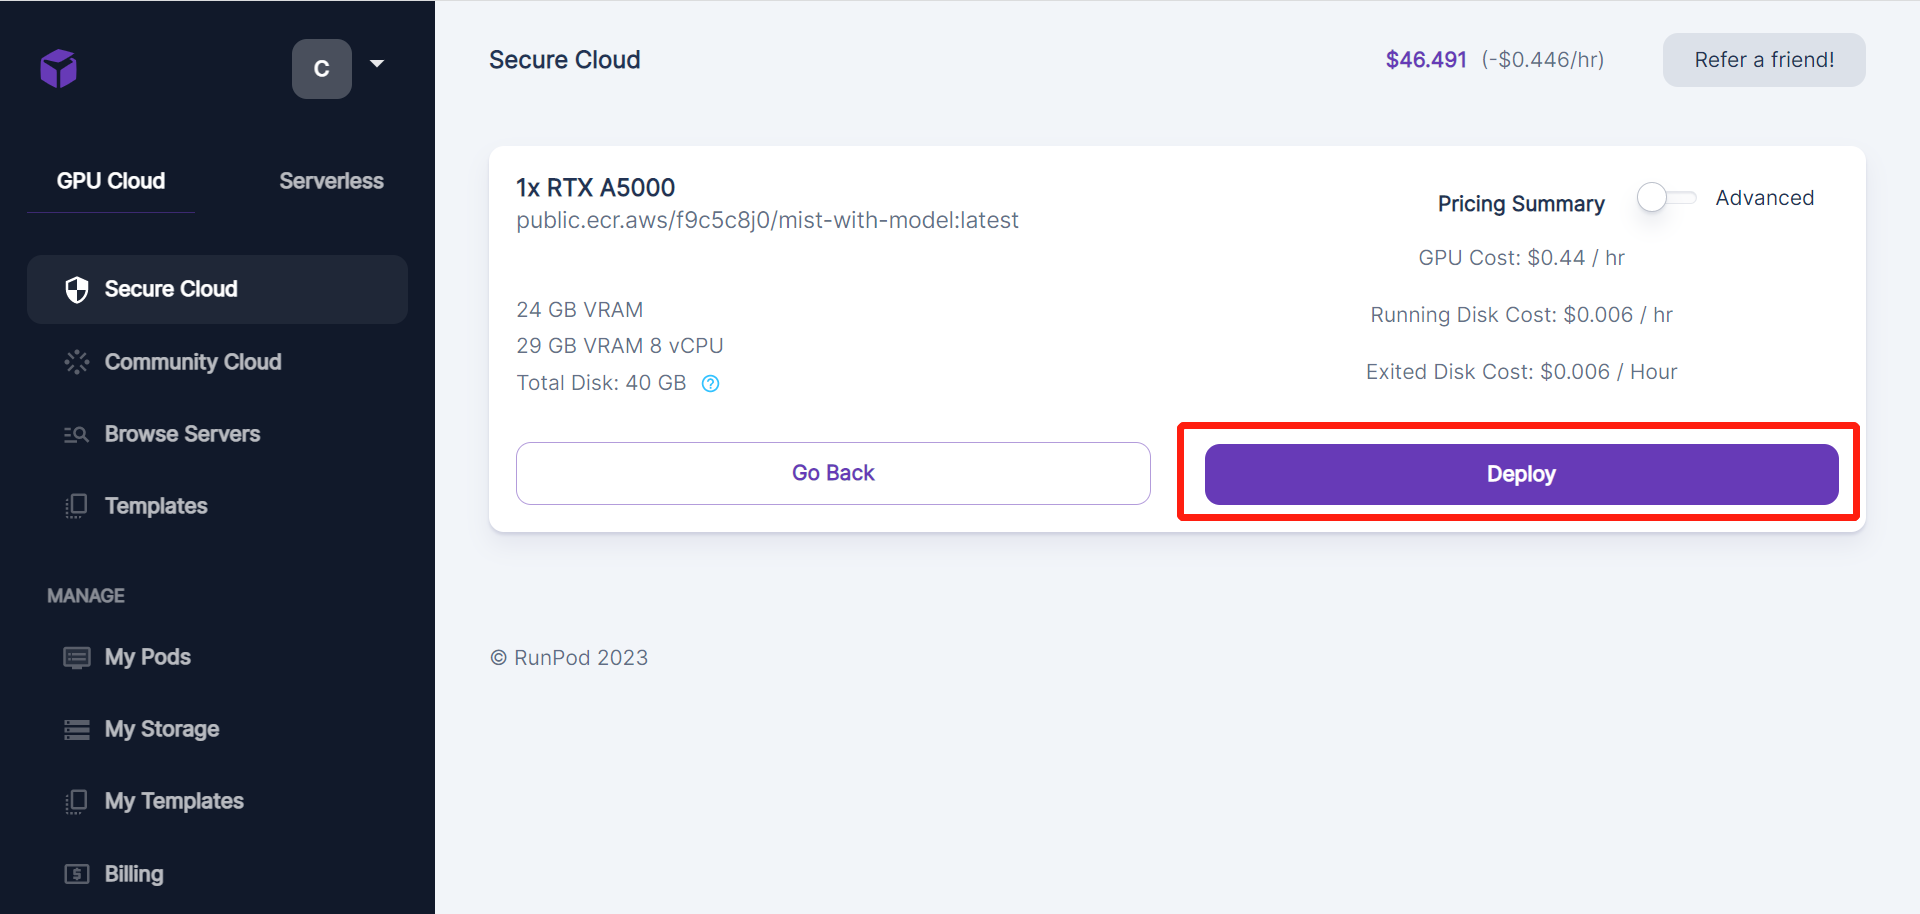 C
GPU Cloud
Serverless
Secure Cloud
Community Cloud
Browse Servers
Templates
MANAGE
My Pods
My Storage
My Templates
Billing
Secure Cloud
$46.491 (-$0.446/hr)
Refer a friend!
1x RTX A5000
public.ecr.aws/f9c5c8j0/mist-with-model:latest
24 GB VRAM
29 GB VRAM 8 vCPU
Total Disk: 40 GB
Pricing Summary
Advanced
GPU Cost: $0.44 / hr
Running Disk Cost: $0.006 / hr
Exited Disk Cost: $0.006 / Hour
Go Back
Deploy
© RunPod 2023